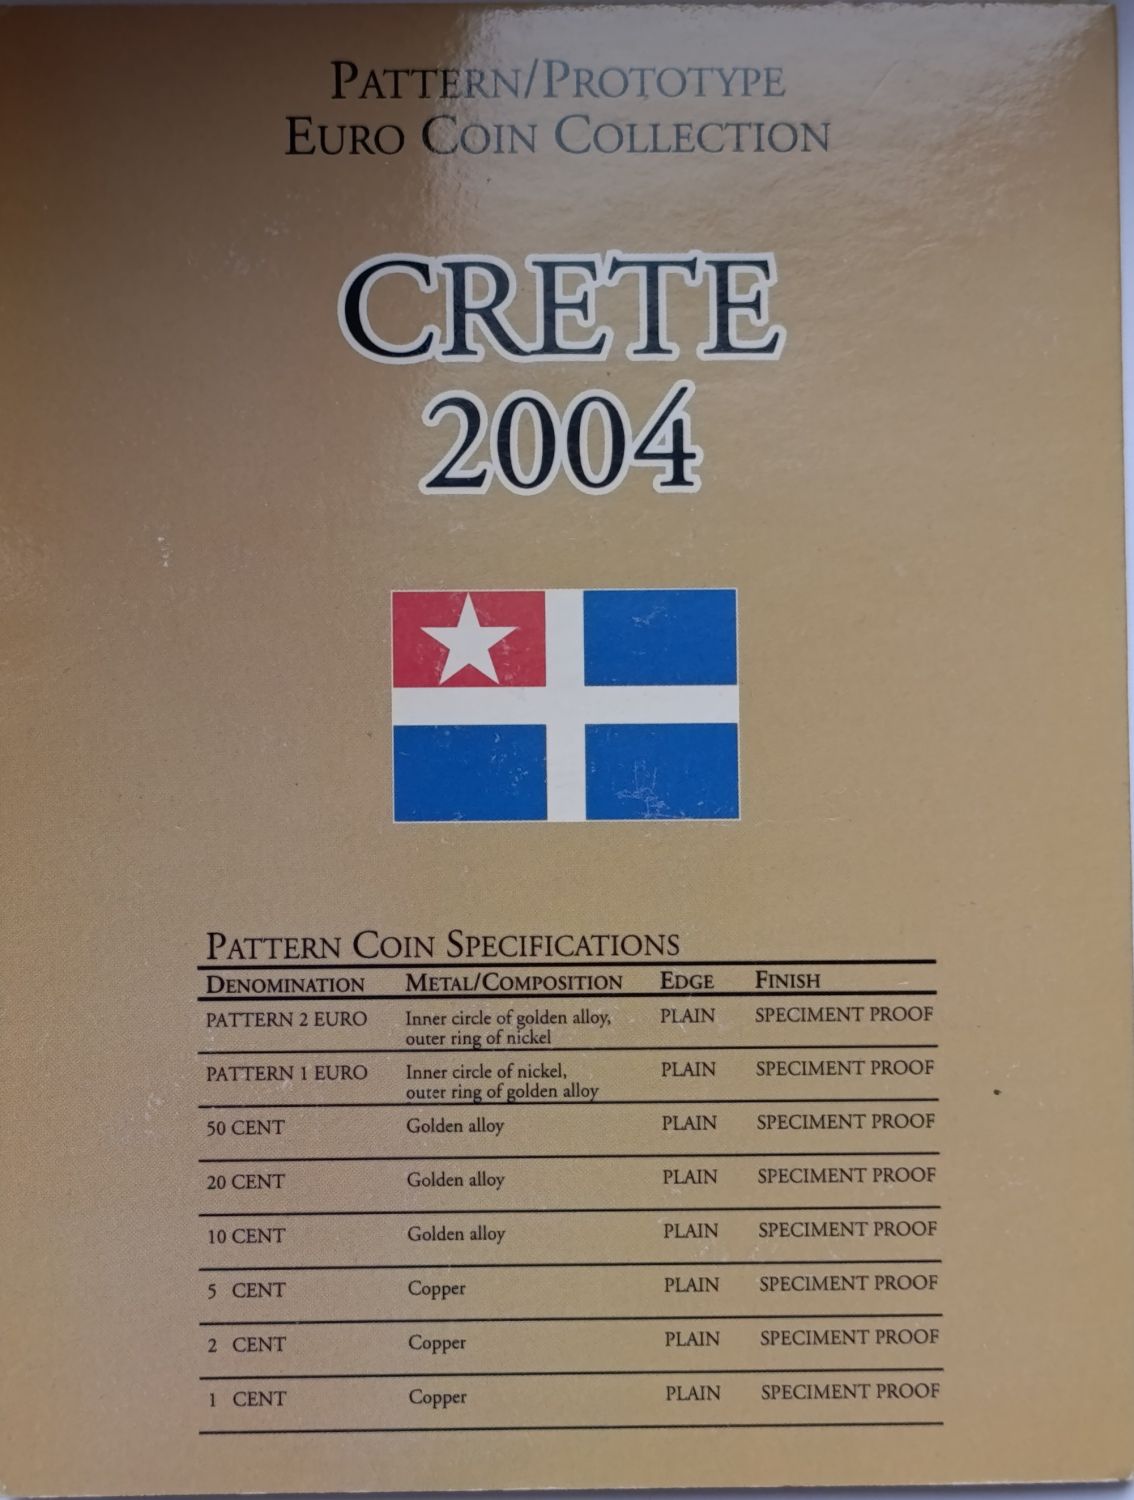 PATTERN/PROTOTYPE
EURO COIN COLLECTION
CRETE
2004
PATTERN COIN SPECIFICATIONS
DENOMINATION METAL/COMPOSITION EDGE FINISH
PATTERN 2 EURO Inner circle of golden alloy, PLAIN SPECIMENT PROOF
outer ring of nickel
PATTERN 1 EURO Inner circle of nickel, PLAIN SPECIMENT PROOF
outer ring of golden alloy
50 CENT Golden alloy PLAIN SPECIMENT PROOF
20 CENT Golden alloy PLAIN SPECIMENT PROOF
10 CENT Golden alloy PLAIN SPECIMENT PROOF
5 CENT Copper PLAIN SPECIMENT PROOF
2 CENT Copper PLAIN SPECIMENT PROOF
1 CENT Copper PLAIN SPECIMENT PROOF